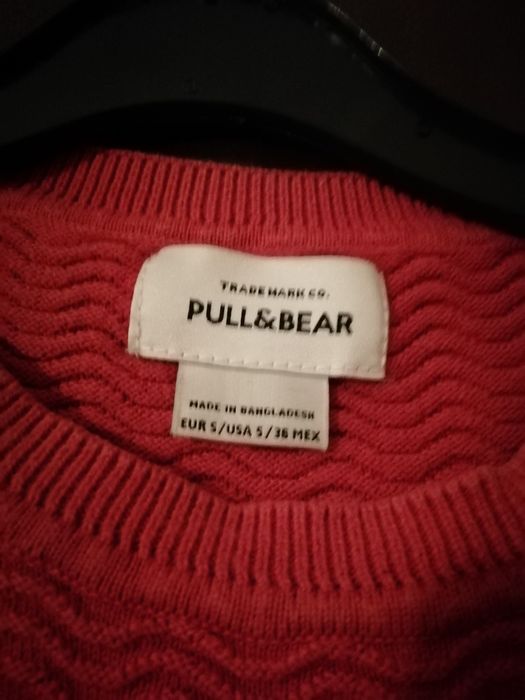 TRADEMARK CO.
PULL&BEAR
MADE IN BANGLADESH
EUR S/USA S/36 MEX